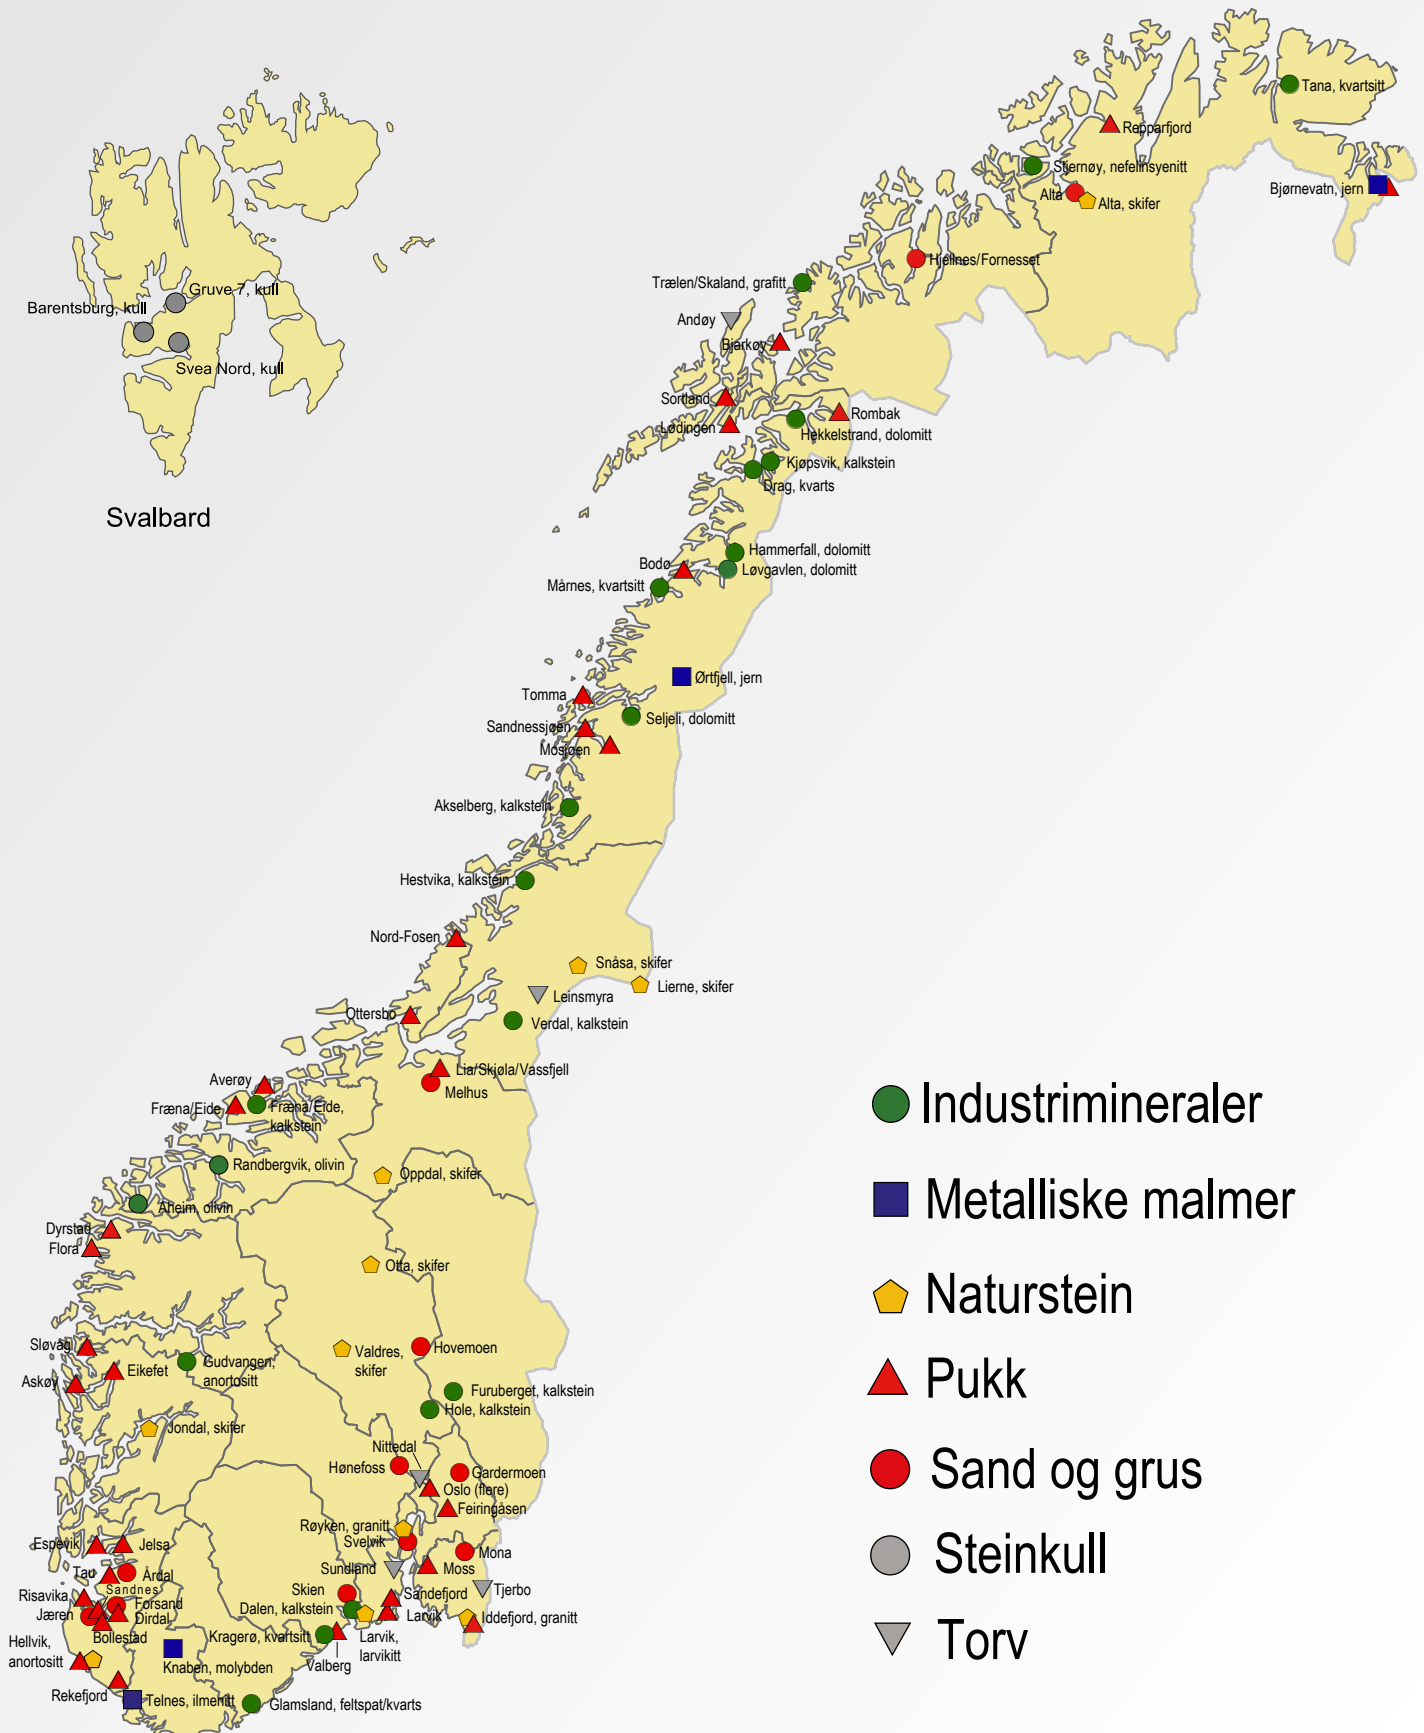 Tana, kvartsitt
Repparfjord
Stjernøy, nefelinsyenitt
Bjørnevatn, jern
Alta
Alta, skifer
Hjellnes/Fornesset
Trælen/Skaland, grafitt
Gruve 7, kull
Barentsburg, kull
Svea Nord, kull
Svalbard
Andøy
Bjarkøy
Sortland
Rombak
Lødingen
Hekkelstrand, dolomitt
Kjøpsvik, kalkstein
Drag, kvarts
Hammerfall, dolomitt
Bodø
Løvgavlen, dolomitt
Mårnes, kvartsitt
Ørtfjell, jern
Tomma
Seljeli, dolomitt
Sandnessjøen
Mosjøen
Akselberg, kalkstein
Hestvika, kalkstein
Nord-Fosen
Snåsa, skifer
Lierne, skifer
Leinsmyra
Ottersbo
Verdal, kalkstein
Lia/Skjøla/Vassfjell
Averøy
Melhus
Fræna/Eide
Fræna/Eide,
kalkstein
Randbergvik, olivin
Oppdal, skifer
Åheim, olivin
Dyrstad
Flora
Otta, skifer
Sløvåg
Hovemoen
Valdres,
skifer
Gudvangen,
anortositt
Eikefet
Askøy
Furuberget, kalkstein
Hole, kalkstein
Jondal, skifer
Nittedal
Hønefoss
Gardermoen
Oslo (flere)
Feiringåsen
Røyken, granitt
Svelvik
Espevik
Jelsa
Mona
Sundland
Moss
Tau
Årdal
Sandnes
Skien
Sandefjord
Tjerbo
Risavika
Forsand
Jæren
Dirdal
Dalen, kalkstein
Larvik
Iddefjord, granitt
Bollestad
Kragerø, kvartsitt
Larvik,
larvikitt
Hellvik,
anortositt
Valberg
Knaben, molybden
Rekefjord
Telnes, ilmenitt
Glamsland, feltspat/kvarts
Industrimineraler
Metalliske malmer
Naturstein
Pukk
Sand og grus
Steinkull
Torv